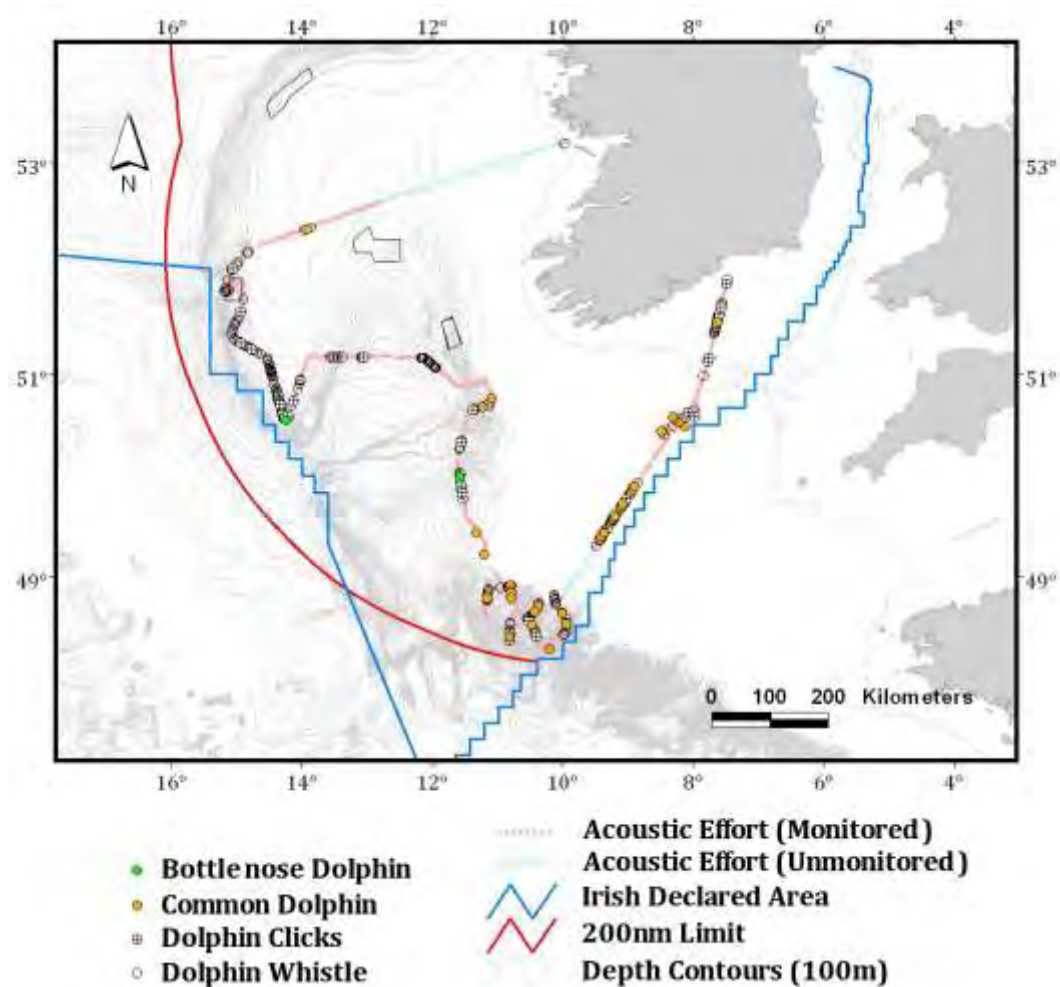 16° 14° 12° 10° 8° 6° 4°
53° 53°
N
51° 51°
49° 49°
0 100 200 Kilometers
16° 14° 12° 10° 8° 6° 4°
Bottle nose Dolphin
Common Dolphin
Dolphin Clicks
Dolphin Whistle
Acoustic Effort (Monitored)
Acoustic Effort (Unmonitored)
Irish Declared Area
200nm Limit
Depth Contours (100m)